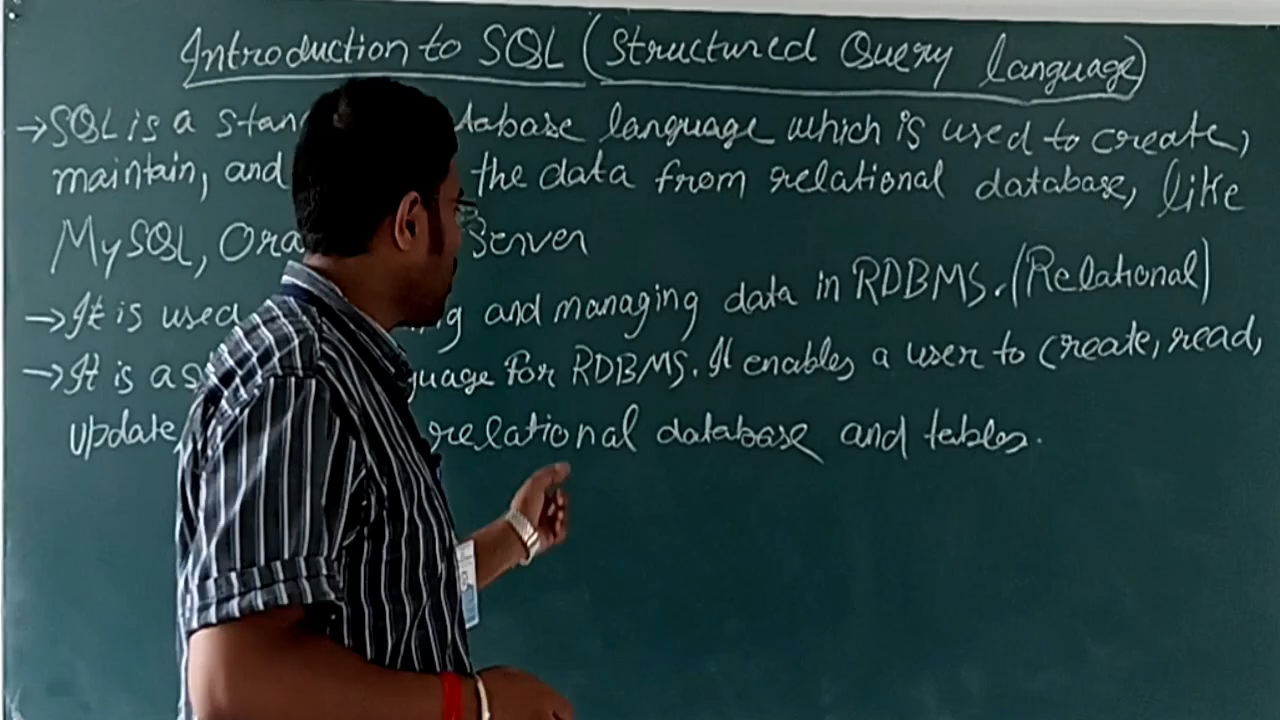 Introduction to SQL (Structured Query Language)
→ SQL is a stan tabase language which is used to create,
maintain, and the data from relational database, like
MySQL, Ora Server
→ It is used ng and managing data in RDBMS. (Relational)
→ It is a s guage for RDBMS. It enables a user to create, read,
update, relational database and tables.